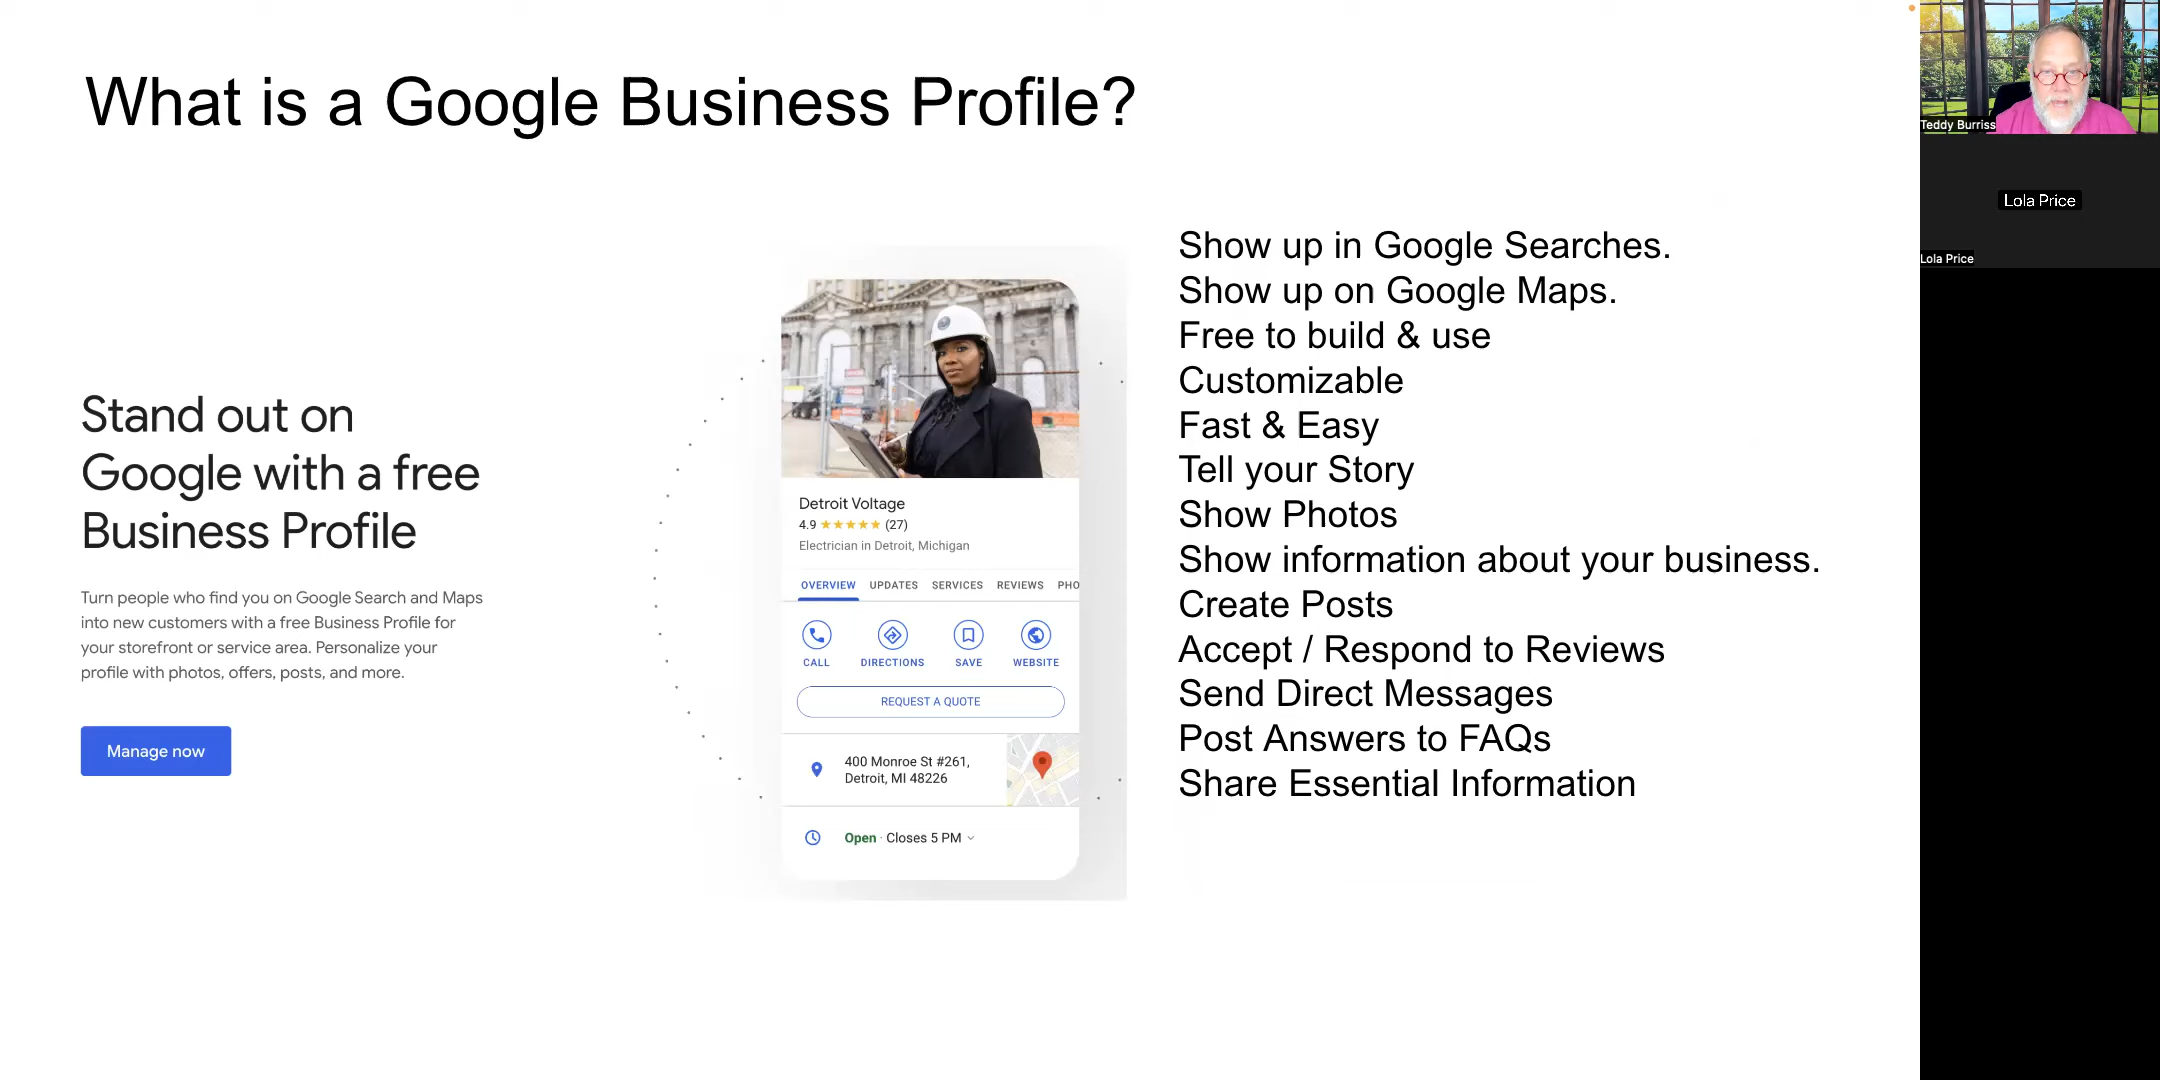 What is a Google Business Profile?
Stand out on
Google with a free
Business Profile
Turn people who find you on Google Search and Maps
into new customers with a free Business Profile for
your storefront or service area. Personalize your
profile with photos, offers, posts, and more.
Manage now
Detroit Voltage
4.9 ★★★★★ (27)
Electrician in Detroit, Michigan
OVERVIEW UPDATES SERVICES REVIEWS PHO
CALL DIRECTIONS SAVE WEBSITE
REQUEST A QUOTE
400 Monroe St #261,
Detroit, MI 48226
Open · Closes 5 PM
Show up in Google Searches.
Show up on Google Maps.
Free to build & use
Customizable
Fast & Easy
Tell your Story
Show Photos
Show information about your business.
Create Posts
Accept / Respond to Reviews
Send Direct Messages
Post Answers to FAQs
Share Essential Information
Teddy Burriss
Lola Price
Lola Price